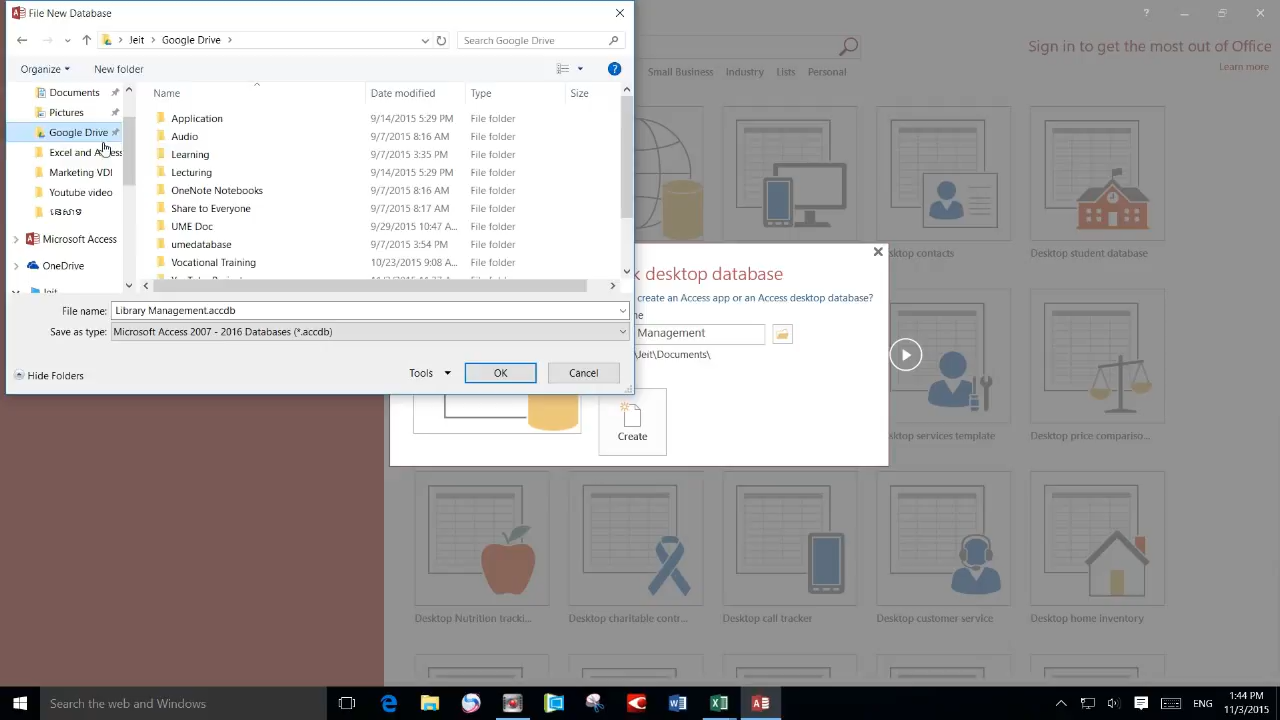 File New Database
Jeit > Google Drive >
Search Google Drive
Organize
New folder
Name
Date modified
Type
Size
Documents
Pictures
Google Drive
Excel and
Marketing VDI
Youtube video
Microsoft Access
OneDrive
Application 9/14/2015 5:29 PM File folder
Audio 9/7/2015 8:16 AM File folder
Learning 9/7/2015 3:35 PM File folder
Lecturing 9/14/2015 5:29 PM File folder
OneNote Notebooks 9/7/2015 8:16 AM File folder
Share to Everyone 9/7/2015 8:17 AM File folder
UME Doc 9/29/2015 10:47 A... File folder
umedatabase 9/7/2015 3:54 PM File folder
Vocational Training 10/23/2015 9:08 A... File folder
File name: Library Management.accdb
Save as type: Microsoft Access 2007 - 2016 Databases (*.accdb)
Hide Folders
Tools
OK
Cancel
?
Sign in to get the most out of Office
Learn more
Small Business Industry Lists Personal
contacts
Desktop student database
desktop database
create an Access app or an Access desktop database?
Management
\Jeit\Documents\
Create
services template
Desktop price compariso...
Desktop Nutrition tracki...
Desktop charitable contr...
Desktop call tracker
Desktop customer service
Desktop home inventory
Search the web and Windows
ENG
1:44 PM
11/3/2015